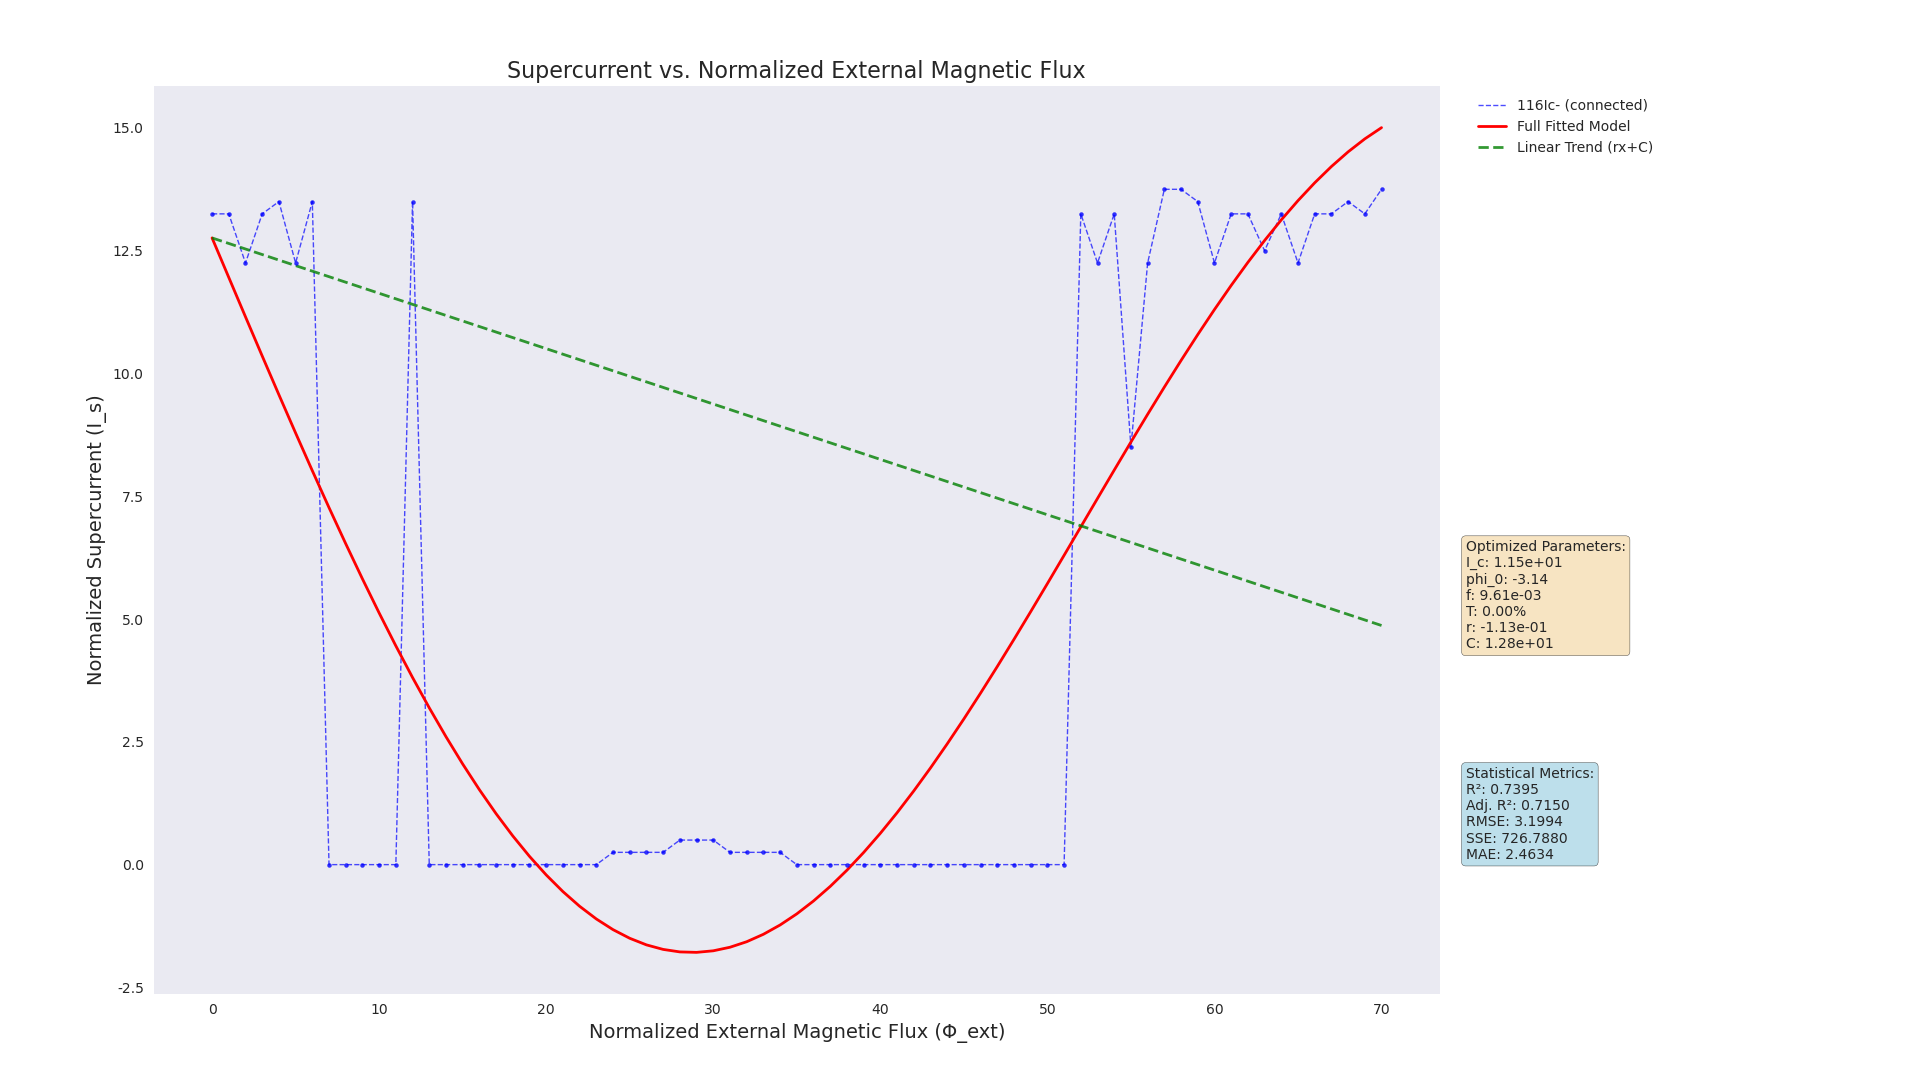 Supercurrent vs. Normalized External Magnetic Flux
15.0
12.5
10.0
7.5
5.0
2.5
0.0
-2.5
Normalized Supercurrent (I_s)
0 10 20 30 40 50 60 70
Normalized External Magnetic Flux (Φ_ext)
116Ic- (connected)
Full Fitted Model
Linear Trend (rx+C)
Optimized Parameters:
I_c: 1.15e+01
phi_0: -3.14
f: 9.61e-03
T: 0.00%
r: -1.13e-01
C: 1.28e+01
Statistical Metrics:
R²: 0.7395
Adj. R²: 0.7150
RMSE: 3.1994
SSE: 726.7880
MAE: 2.4634